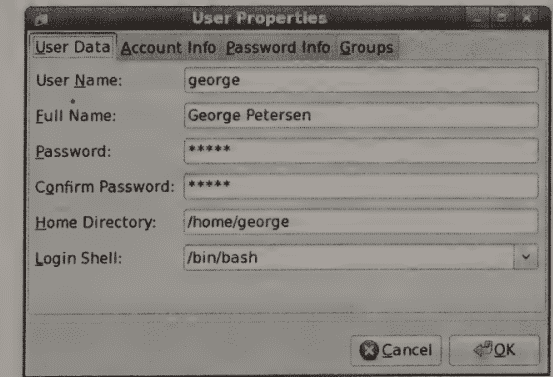 User Properties
User Data Account Info Password Info Groups
User Name: george
Full Name: George Petersen
Password: *****
Confirm Password: *****
Home Directory: /home/george
Login Shell: /bin/bash
Cancel OK